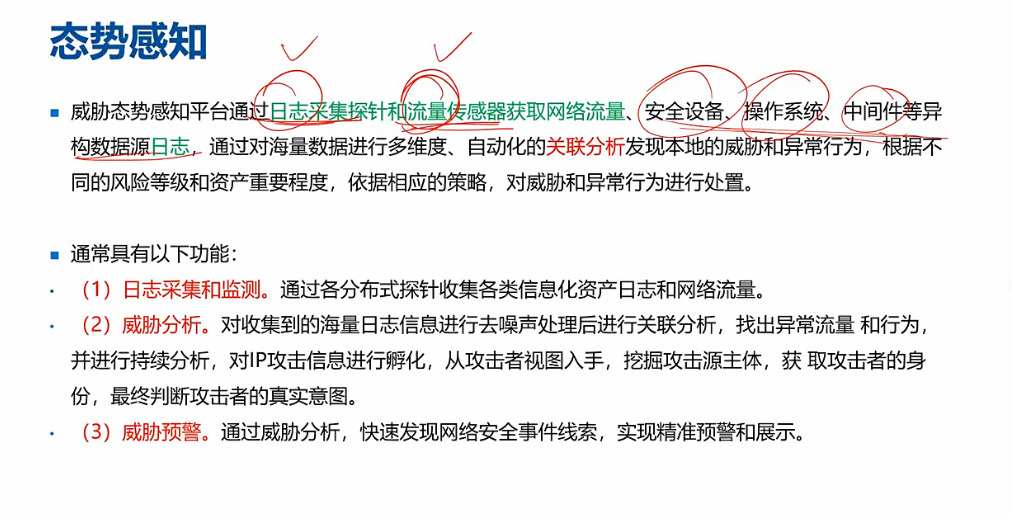 态势感知
威胁态势感知平台通过日志采集探针和流量传感器获取网络流量、安全设备、操作系统、中间件等异
构数据源日志，通过对海量数据进行多维度、自动化的关联分析发现本地的威胁和异常行为，根据不
同的风险等级和资产重要程度，依据相应的策略，对威胁和异常行为进行处置。
通常具有以下功能：
（1）日志采集和监测。通过各分布式探针收集各类信息化资产日志和网络流量。
（2）威胁分析。对收集到的海量日志信息进行去噪声处理后进行关联分析，找出异常流量 和行为，
并进行持续分析，对IP攻击信息进行孵化，从攻击者视图入手，挖掘攻击源主体，获 取攻击者的身
份，最终判断攻击者的真实意图。
（3）威胁预警。通过威胁分析，快速发现网络安全事件线索，实现精准预警和展示。